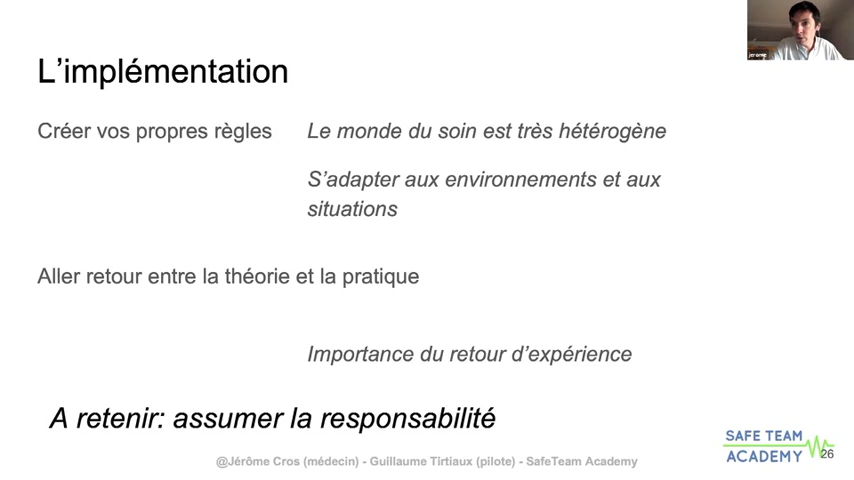 jerome
L’implémentation
Créer vos propres règles
Le monde du soin est très hétérogène
S’adapter aux environnements et aux
situations
Aller retour entre la théorie et la pratique
Importance du retour d’expérience
A retenir: assumer la responsabilité
SAFE TEAM
ACADEMY
26
@Jérôme Cros (médecin) - Guillaume Tirtiaux (pilote) - SafeTeam Academy